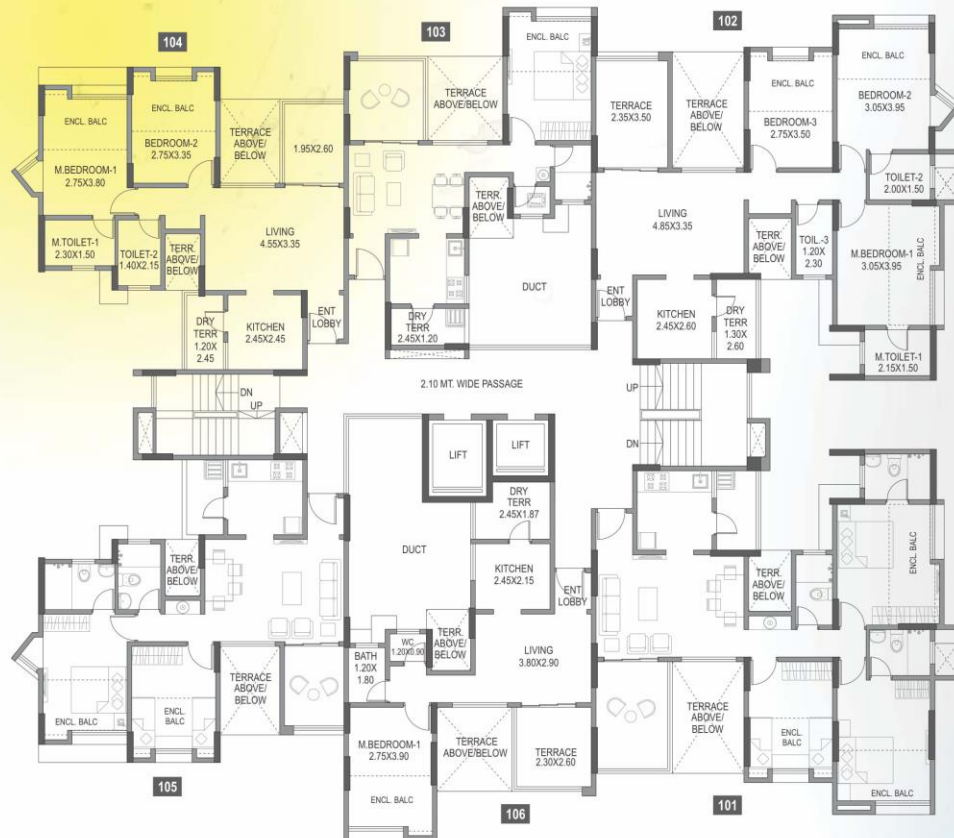 104
ENCL. BALC
M.BEDROOM-1
2.75X3.80
ENCL. BALC
BEDROOM-2
2.75X3.35
TERRACE
ABOVE/
BELOW
1.95X2.60
M.TOILET-1
2.30X1.50
TOILET-2
1.40X2.15
TERR.
ABOVE/
BELOW
LIVING
4.55X3.35
DRY
TERR
1.20X
2.45
KITCHEN
2.45X2.45
ENT
LOBBY
103
TERRACE
ABOVE/BELOW
ENCL. BALC
TERR.
ABOVE/
BELOW
DUCT
DRY
TERR
2.45X1.20
102
TERRACE
2.35X3.50
TERRACE
ABOVE/
BELOW
ENCL. BALC
BEDROOM-3
2.75X3.50
ENCL. BALC
BEDROOM-2
3.05X3.95
TOILET-2
2.00X1.50
LIVING
4.85X3.35
TERR.
ABOVE/
BELOW
TOIL.-3
1.20X
2.30
M.BEDROOM-1
3.05X3.95
ENCL. BALC
ENT
LOBBY
KITCHEN
2.45X2.60
DRY
TERR
1.30X
2.60
M.TOILET-1
2.15X1.50
DN
UP
2.10 MT. WIDE PASSAGE
UP
DN
LIFT
LIFT
TERR.
ABOVE/
BELOW
ENCL. BALC
ENCL.
BALC
TERRACE
ABOVE/
BELOW
105
DUCT
DRY
TERR
2.45X1.87
KITCHEN
2.45X2.15
ENT
LOBBY
TERR.
ABOVE/
BELOW
WC
1.20X0.90
BATH
1.20X
1.80
LIVING
3.80X2.90
M.BEDROOM-1
2.75X3.90
ENCL. BALC
TERRACE
ABOVE/BELOW
TERRACE
2.30X2.60
106
TERR.
ABOVE/
BELOW
ENCL. BALC
TERRACE
ABOVE/
BELOW
ENCL.
BALC
ENCL. BALC
101